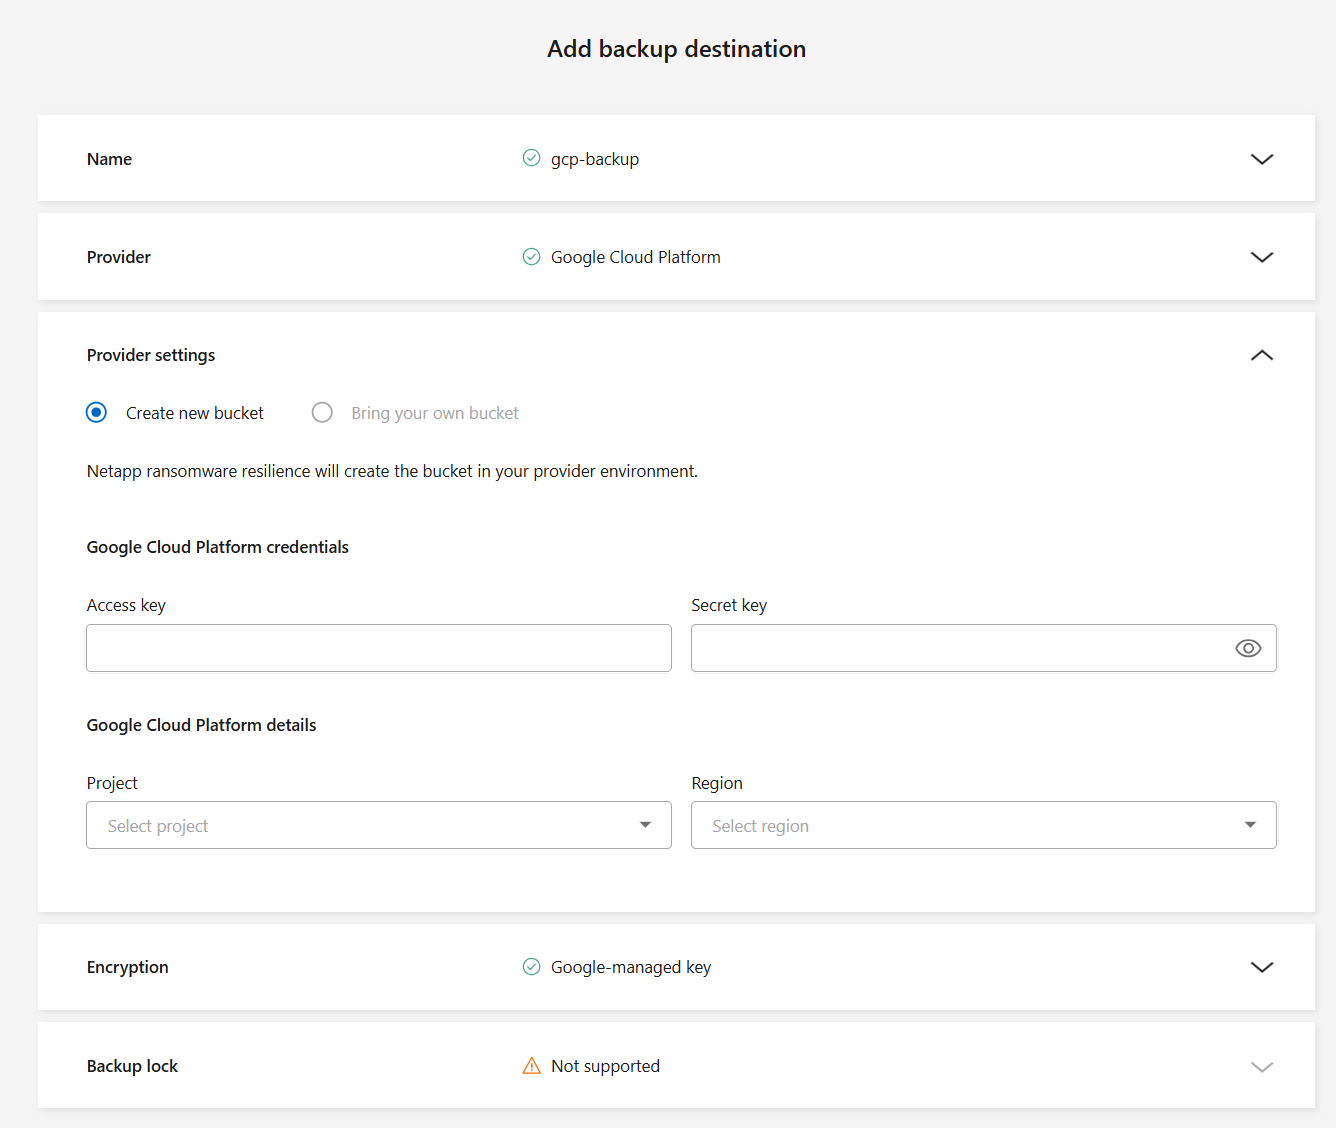 Add backup destination
Name
gcp-backup
Provider
Google Cloud Platform
Provider settings
Create new bucket
Bring your own bucket
Netapp ransomware resilience will create the bucket in your provider environment.
Google Cloud Platform credentials
Access key
Secret key
Google Cloud Platform details
Project
Region
Select project
Select region
Encryption
Google-managed key
Backup lock
Not supported